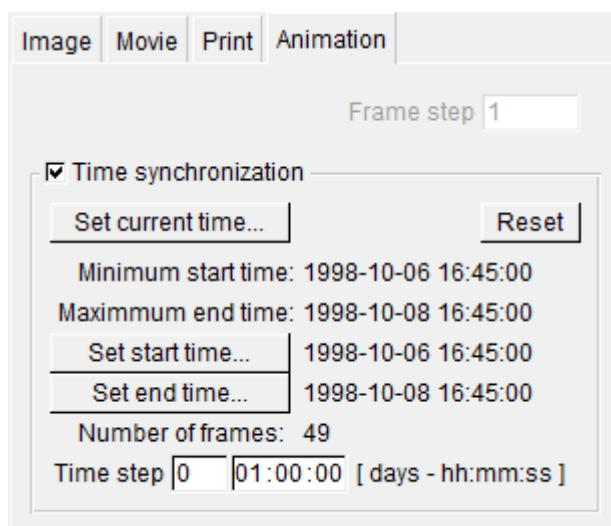 Image Movie Print Animation
Frame step 1
Time synchronization
Set current time... Reset
Minimum start time: 1998-10-06 16:45:00
Maximmum end time: 1998-10-08 16:45:00
Set start time... 1998-10-06 16:45:00
Set end time... 1998-10-08 16:45:00
Number of frames: 49
Time step 0 01:00:00 [ days - hh:mm:ss ]